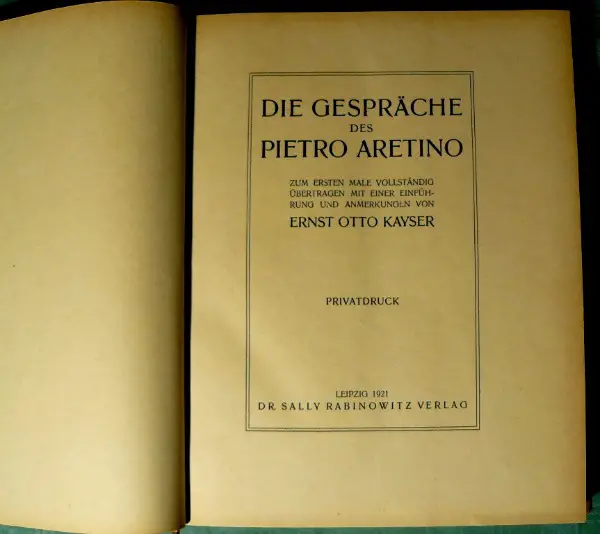 DIE GESPRÄCHE
DES
PIETRO ARETINO
ZUM ERSTEN MALE VOLLSTÄNDIG
ÜBERTRAGEN MIT EINER EINFÜH-
RUNG UND ANMERKUNGEN VON
ERNST OTTO KAYSER
PRIVATDRUCK
LEIPZIG 1921
DR. SALLY RABINOWITZ VERLAG